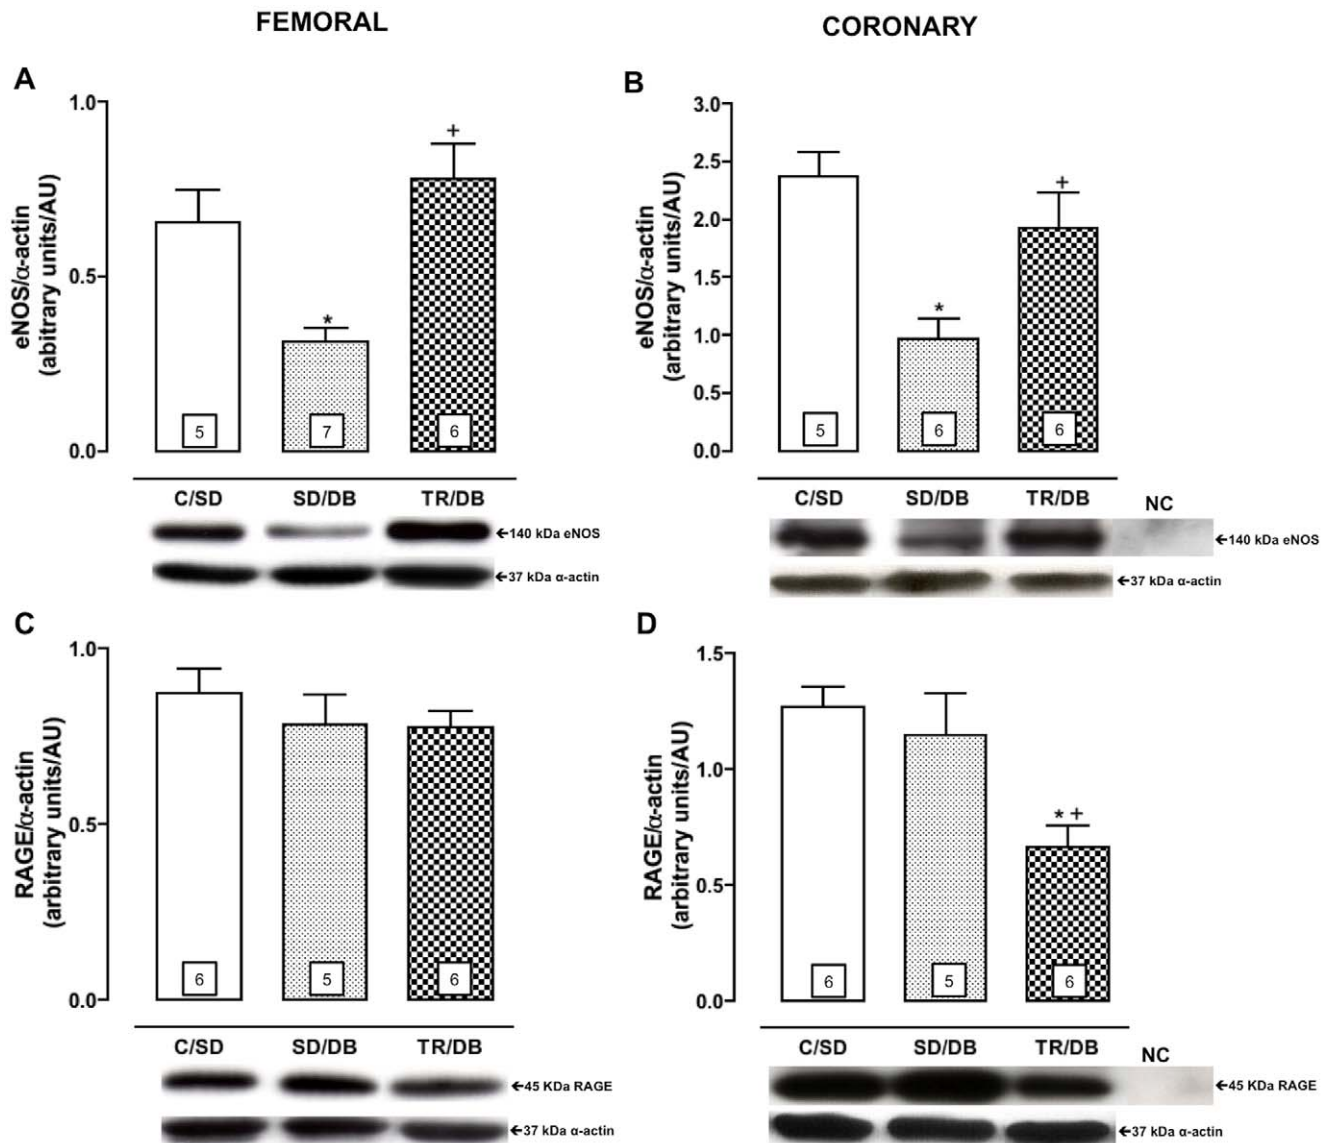 FEMORAL
CORONARY
A
1.0
0.5
0.0
eNOS/α-actin
(abitrary units/AU)
*
+
5
7
6
C/SD SD/DB TR/DB
←140 kDa eNOS
←37 kDa α-actin
B
3.0
2.5
2.0
1.5
1.0
0.5
0.0
eNOS/α-actin
(arbitrary units/AU)
*
+
5
6
6
C/SD SD/DB TR/DB NC
←140 kDa eNOS
←37 kDa α-actin
C
1.0
0.5
0.0
RAGE/α-actin
(arbitrary units/AU)
6
5
6
C/SD SD/DB TR/DB
←45 KDa RAGE
←37 kDa α-actin
D
1.5
1.0
0.5
0.0
RAGE/α-actin
(arbitrary units/AU)
* +
6
5
6
C/SD SD/DB TR/DB NC
←45 KDa RAGE
←37 kDa α-actin